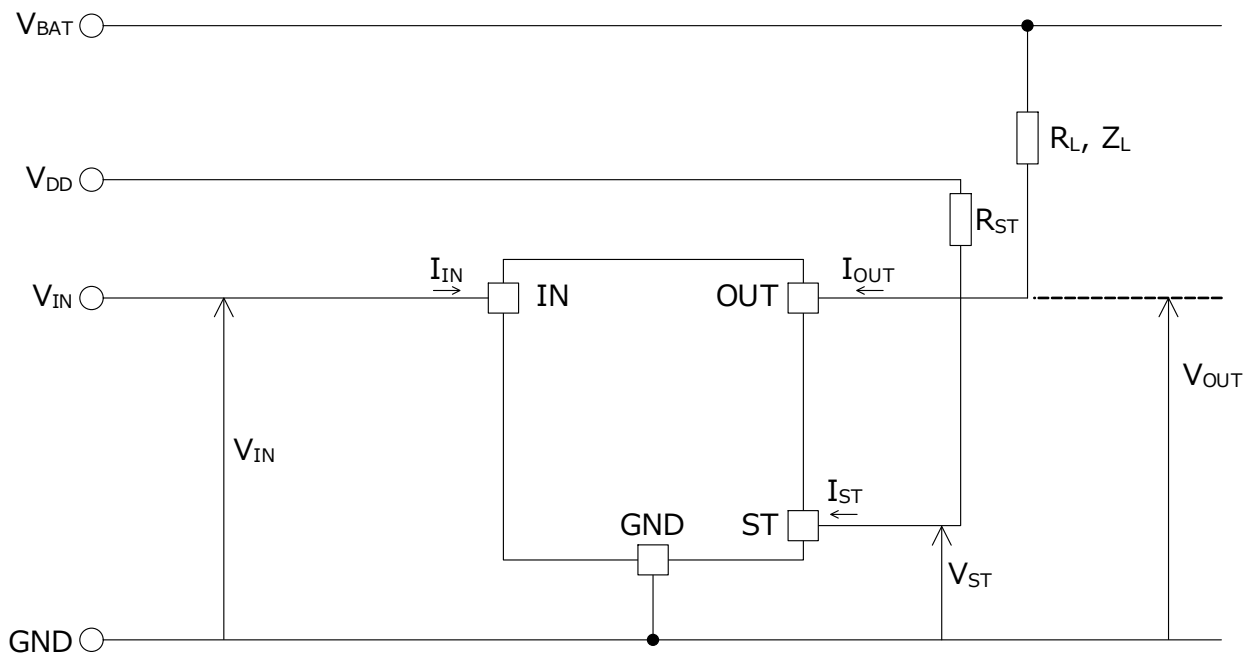 VBAT
RL, ZL
VDD
RST
IIN
IOUT
VIN
IN
OUT
VOUT
VIN
IST
GND
ST
VST
GND